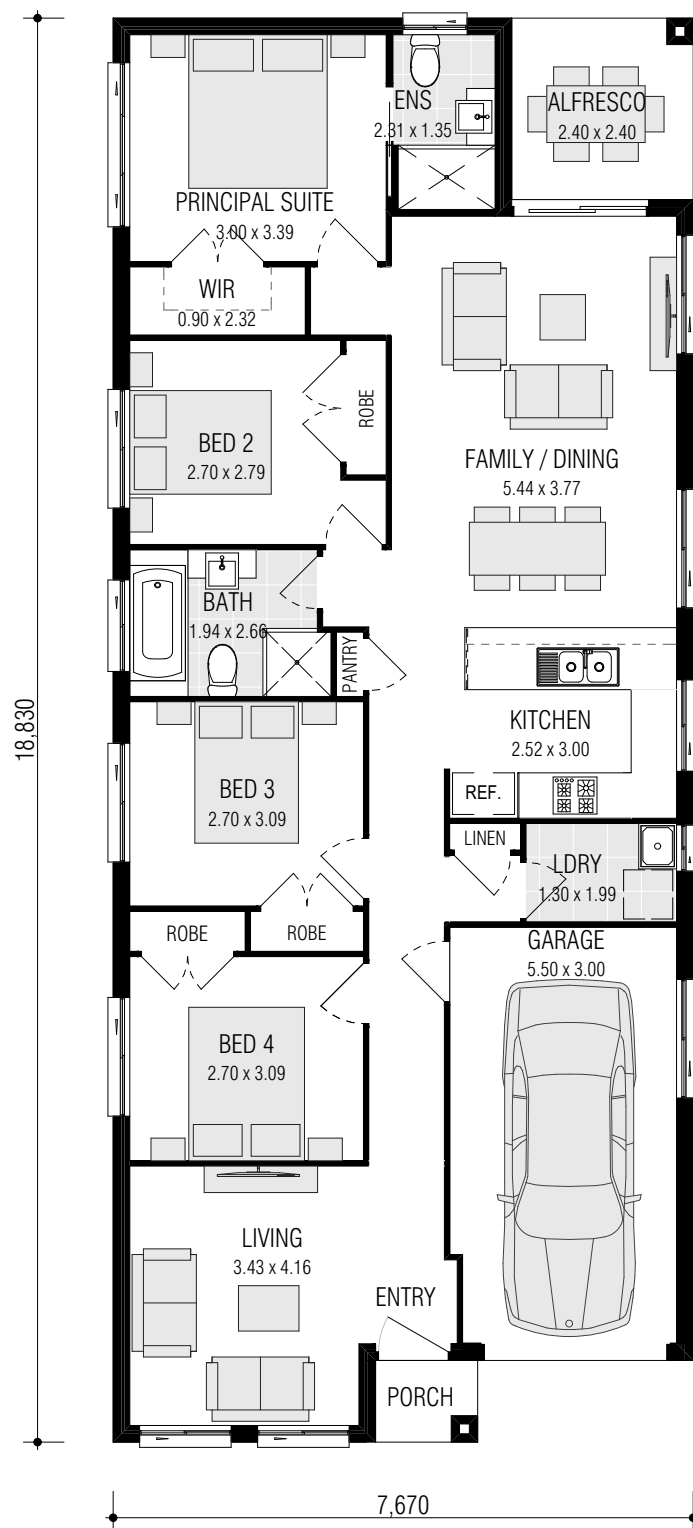 ENS
2.31 x 1.35
ALFRESCO
2.40 x 2.40
PRINCIPAL SUITE
3.00 x 3.39
WIR
0.90 x 2.32
ROBE
BED 2
2.70 x 2.79
FAMILY / DINING
5.44 x 3.77
BATH
1.94 x 2.66
PANTRY
18,830
KITCHEN
2.52 x 3.00
BED 3
2.70 x 3.09
REF.
LINEN
LDRY
1.30 x 1.99
ROBE
ROBE
GARAGE
5.50 x 3.00
BED 4
2.70 x 3.09
LIVING
3.43 x 4.16
ENTRY
PORCH
7,670